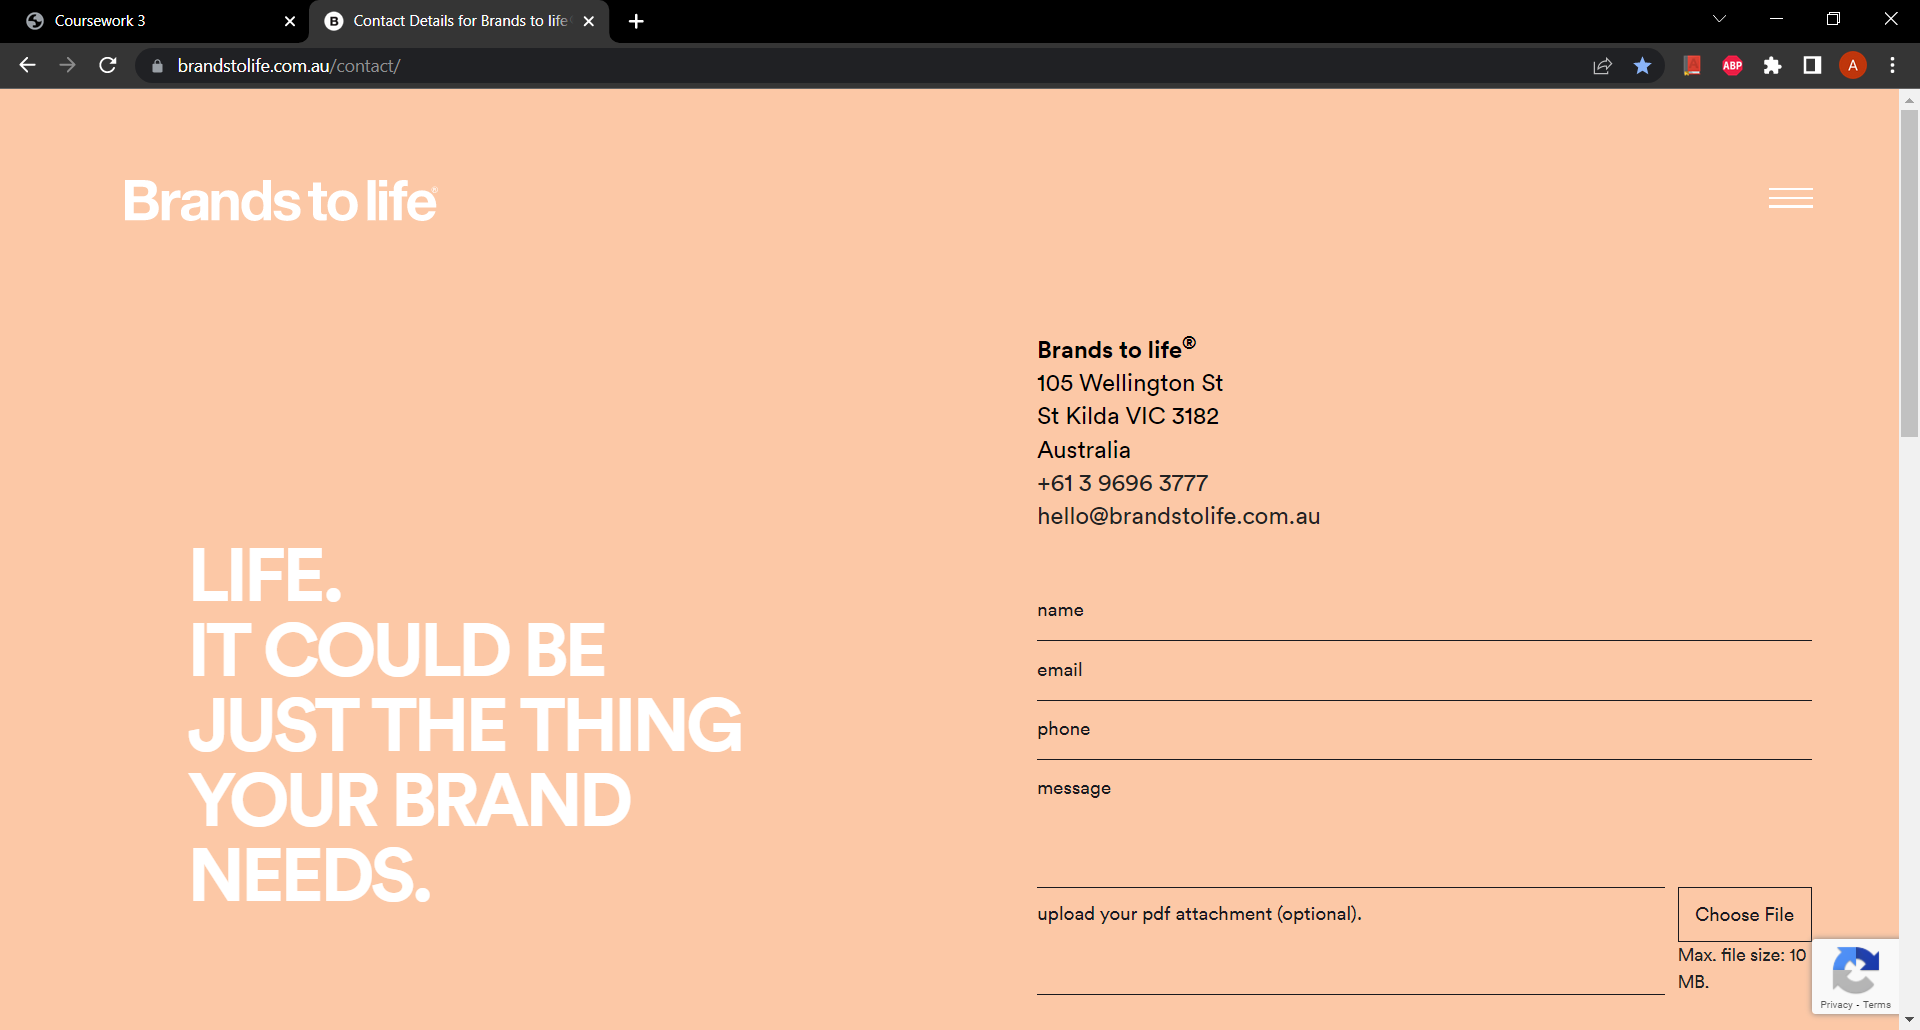 Coursework 3
Contact Details for Brands to life
brandstolife.com.au/contact/
ABP
A
Brands to life®
Brands to life®
105 Wellington St
St Kilda VIC 3182
Australia
+61 3 9696 3777
hello@brandstolife.com.au
LIFE.
IT COULD BE
JUST THE THING
YOUR BRAND
NEEDS.
name
email
phone
message
upload your pdf attachment (optional).
Choose File
Max. file size: 10
MB.
Privacy - Terms